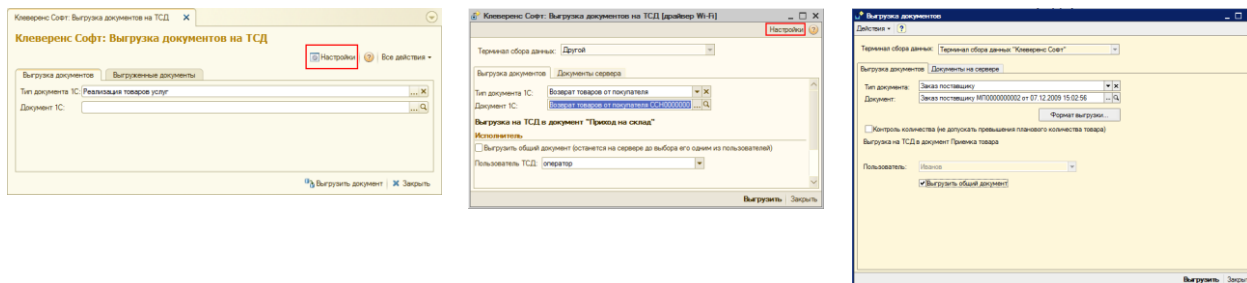 Клеверенс Софт: Выгрузка документов на ТСД
Клеверенс Софт: Выгрузка документов на ТСД
Настройки
Все действия
Выгрузка документов
Выгруженные документы
Тип документа 1С: Реализация товаров услуг
Документ 1С:
Выгрузить документ
Закрыть
Клеверенс Софт: Выгрузка документов на ТСД [драйвер Wi-Fi]
Настройки
Терминал сбора данных: Другой
Выгрузка документов
Документы сервера
Тип документа 1С: Возврат товаров от покупателя
Документ 1С: Возврат товаров от покупателя ССН0000000
Выгрузка на ТСД в документ "Приход на склад"
Исполнитель
Выгрузить общий документ (останется на сервере до выбора его одним из пользователей)
Пользователь ТСД: оператор
Выгрузить
Закрыть
Выгрузка документов
Действия
Терминал сбора данных: Терминал сбора данных "Клеверенс Софт"
Выгрузка документов
Документы на сервере
Тип документа: Заказ поставщику
Документ: Заказ поставщику МП0000000002 от 07.12.2009 15:02:56
Формат выгрузки...
Контроль количества (не допускать превышения планового количества товара)
Выгрузка на ТСД в документ Приемка товара
Пользователь: Иванов
Выгрузить общий документ
Выгрузить
Закрыт